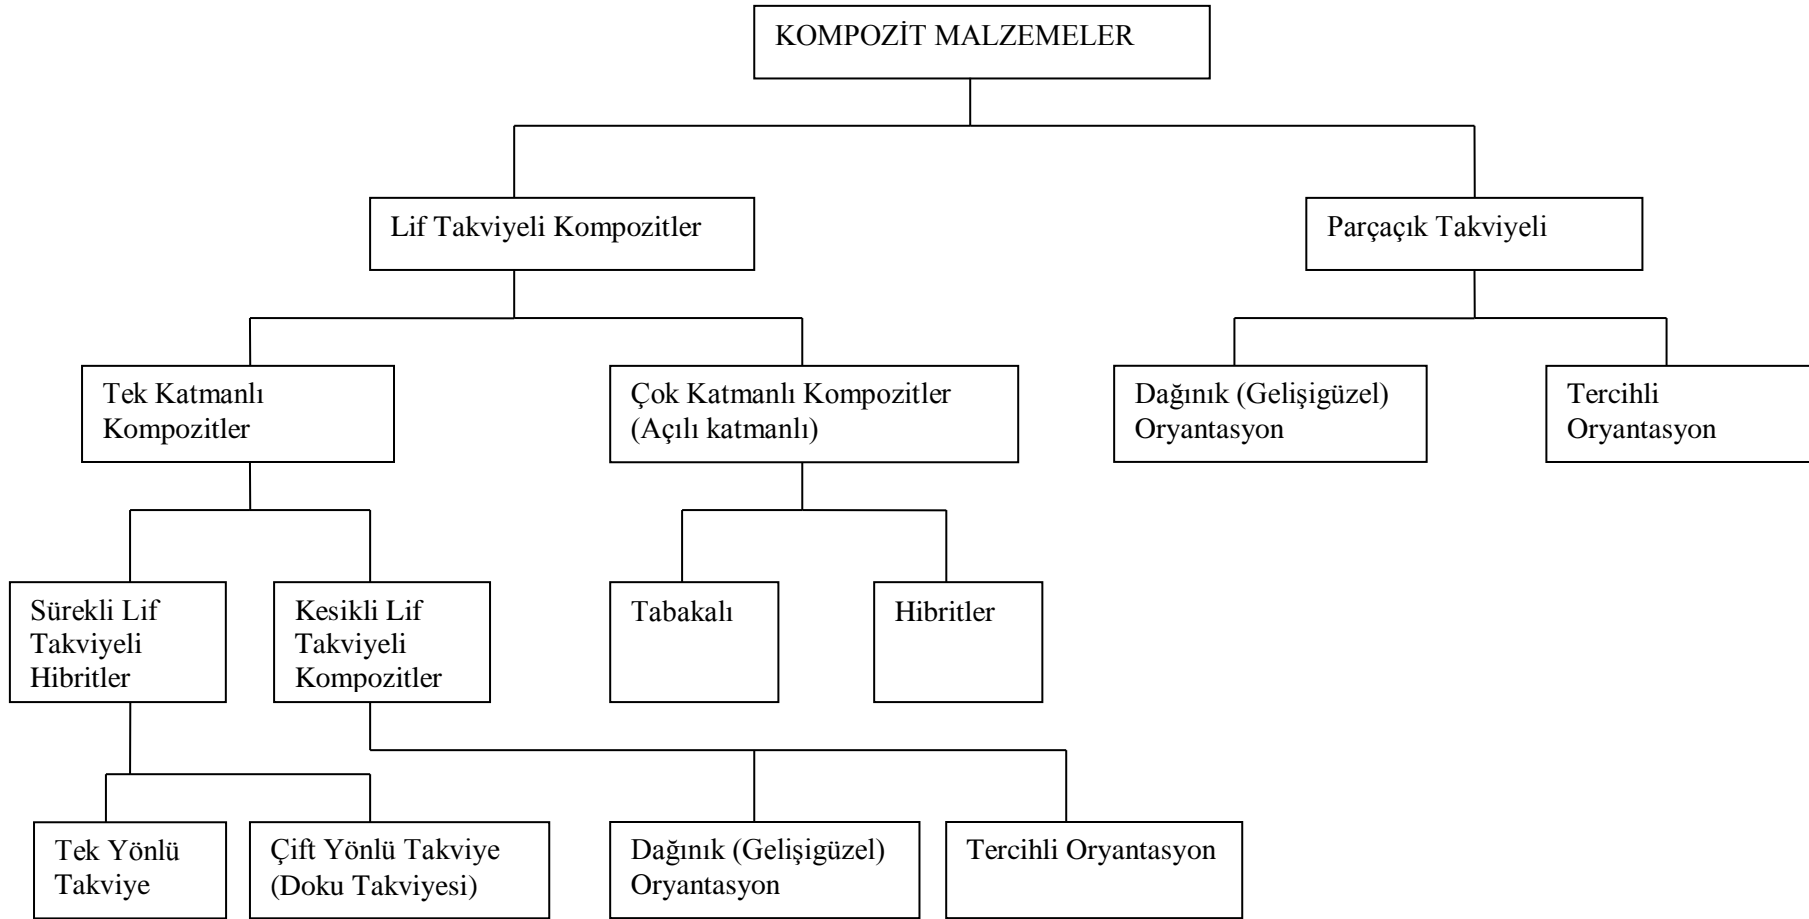 KOMPOZİT MALZEMELER
Lif Takviyeli Kompozitler
Parçaçık Takviyeli
Tek Katmanlı
Kompozitler
Çok Katmanlı Kompozitler
(Açılı katmanlı)
Dağınık (Gelişigüzel)
Oryantasyon
Tercihli
Oryantasyon
Sürekli Lif
Takviyeli
Hibritler
Kesikli Lif
Takviyeli
Kompozitler
Tabakalı
Hibritler
Tek Yönlü
Takviye
Çift Yönlü Takviye
(Doku Takviyesi)
Dağınık (Gelişigüzel)
Oryantasyon
Tercihli Oryantasyon